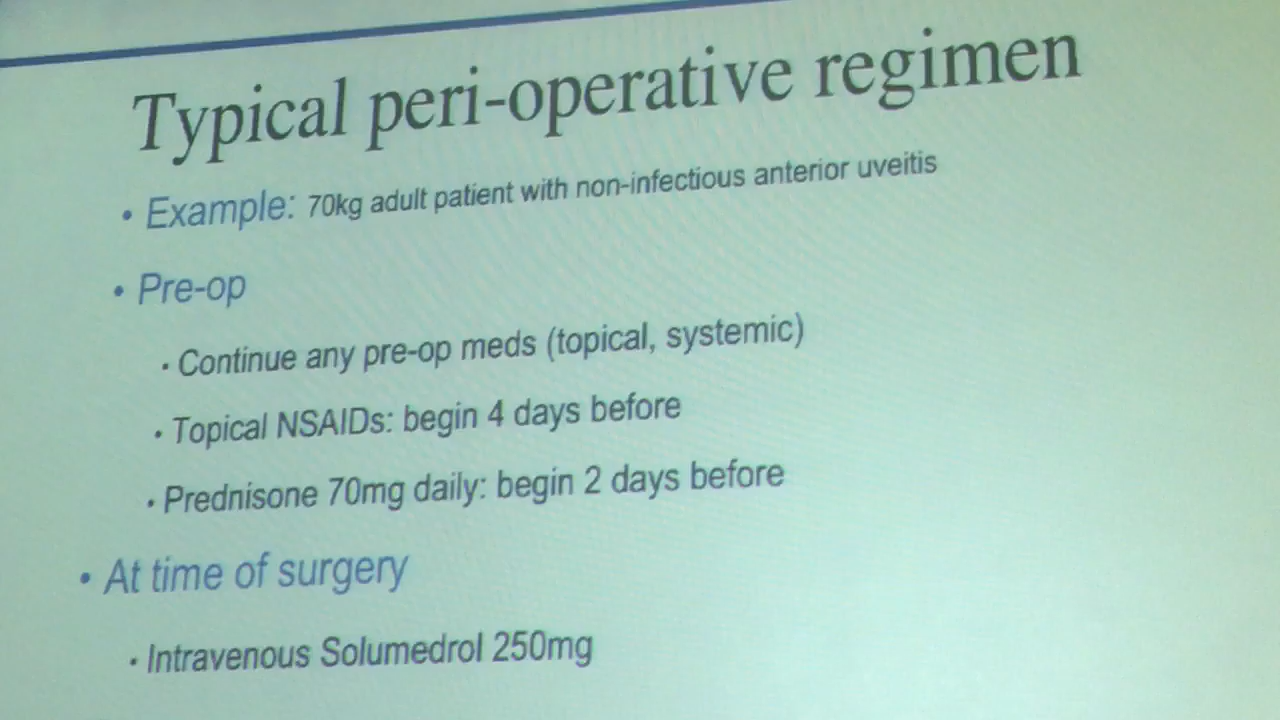 Typical peri-operative regimen
• Example: 70kg adult patient with non-infectious anterior uveitis
• Pre-op
• Continue any pre-op meds (topical, systemic)
• Topical NSAIDs: begin 4 days before
• Prednisone 70mg daily: begin 2 days before
• At time of surgery
• Intravenous Solumedrol 250mg